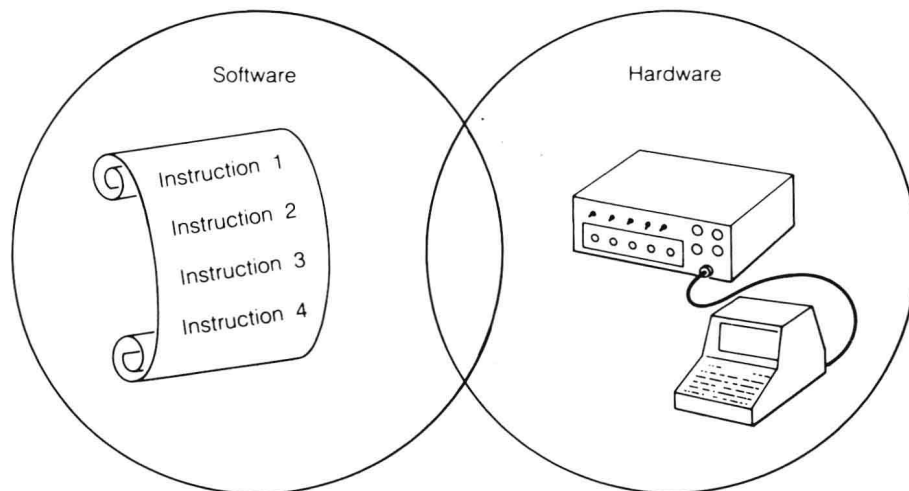 Software
Hardware
Instruction 1
Instruction 2
Instruction 3
Instruction 4